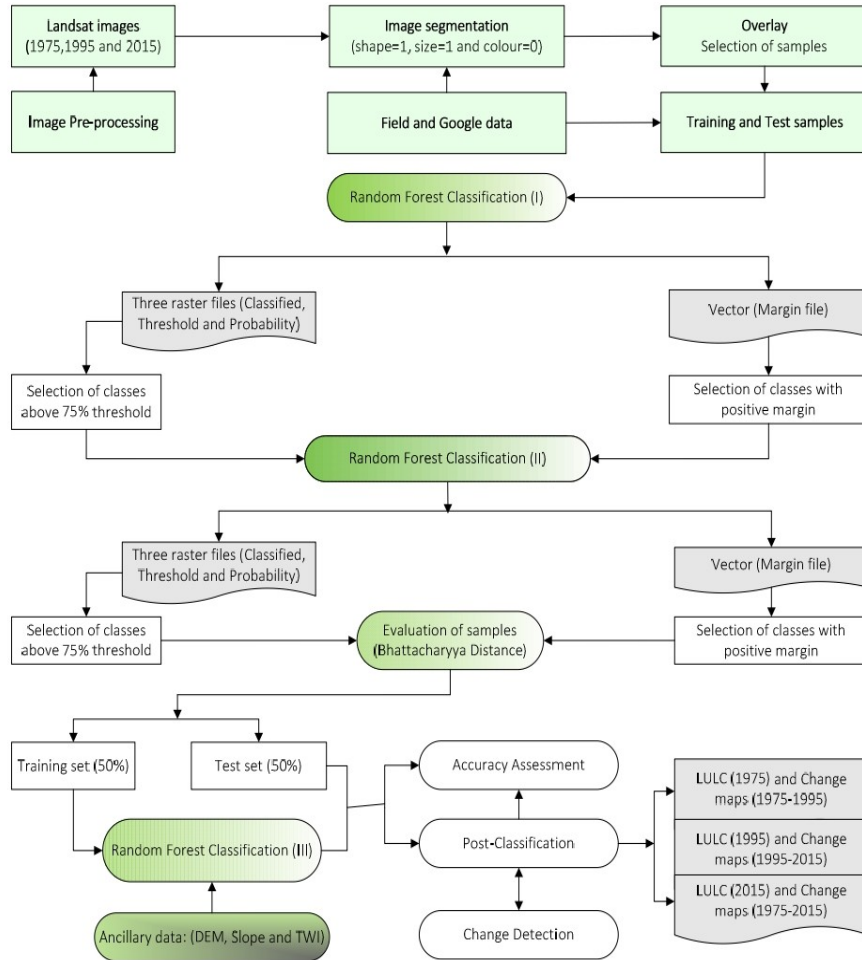 Landsat images
(1975,1995 and 2015)
Image segmentation
(shape=1, size=1 and colour=0)
Overlay
Selection of samples
Image Pre-processing
Field and Google data
Training and Test samples
Random Forest Classification (I)
Three raster files (Classified,
Threshold and Probability)
Vector (Margin file)
Selection of classes
above 75% threshold
Selection of classes with
positive margin
Random Forest Classification (II)
Three raster files (Classified,
Threshold and Probability)
Vector (Margin file)
Selection of classes
above 75% threshold
Evaluation of samples
(Bhattacharyya Distance)
Selection of classes with
positive margin
Training set (50%)
Test set (50%)
Accuracy Assessment
LULC (1975) and Change
maps (1975-1995)
Random Forest Classification (III)
Post-Classification
LULC (1995) and Change
maps (1995-2015)
LULC (2015) and Change
maps (1975-2015)
Ancillary data: (DEM, Slope and TWI)
Change Detection